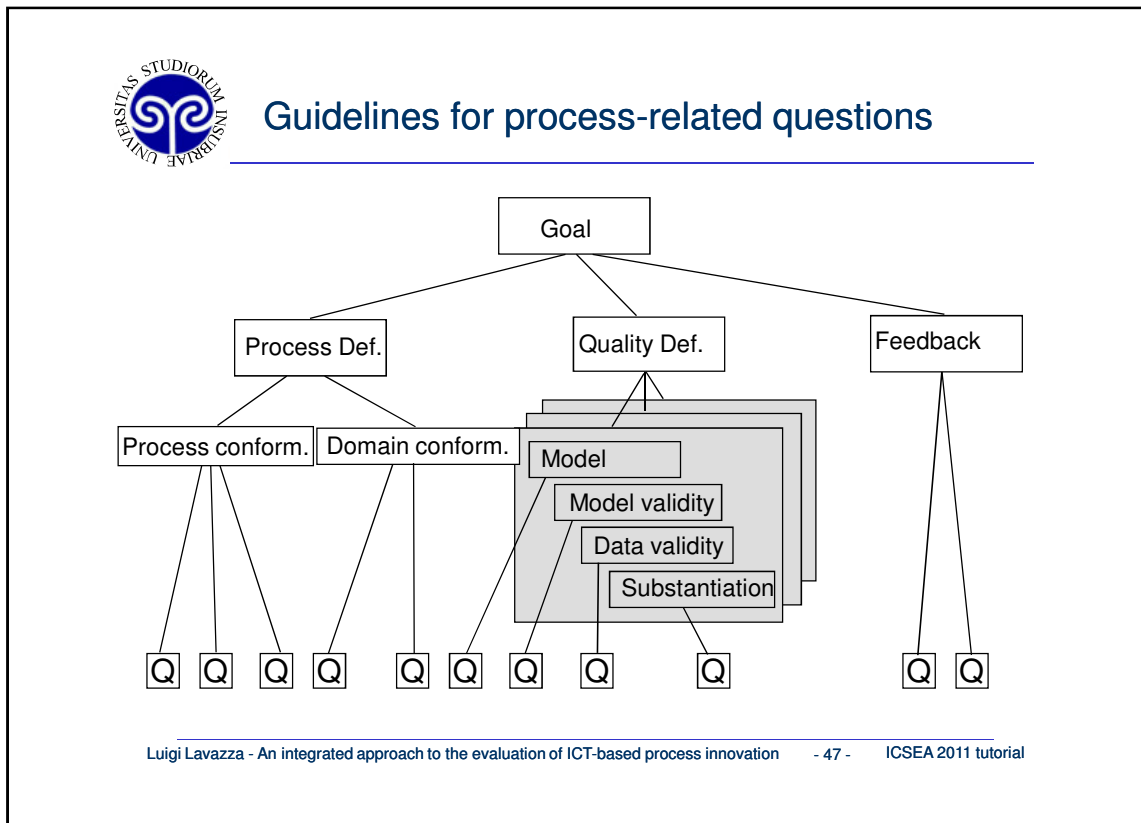 UNIVERSITAS STUDIORUM INSUBRIAE
Guidelines for process-related questions
Goal
Process Def.
Quality Def.
Feedback
Process conform.
Domain conform.
Model
Model validity
Data validity
Substantiation
Q Q Q Q Q Q Q Q Q Q Q
Luigi Lavazza - An integrated approach to the evaluation of ICT-based process innovation - 47 - ICSEA 2011 tutorial